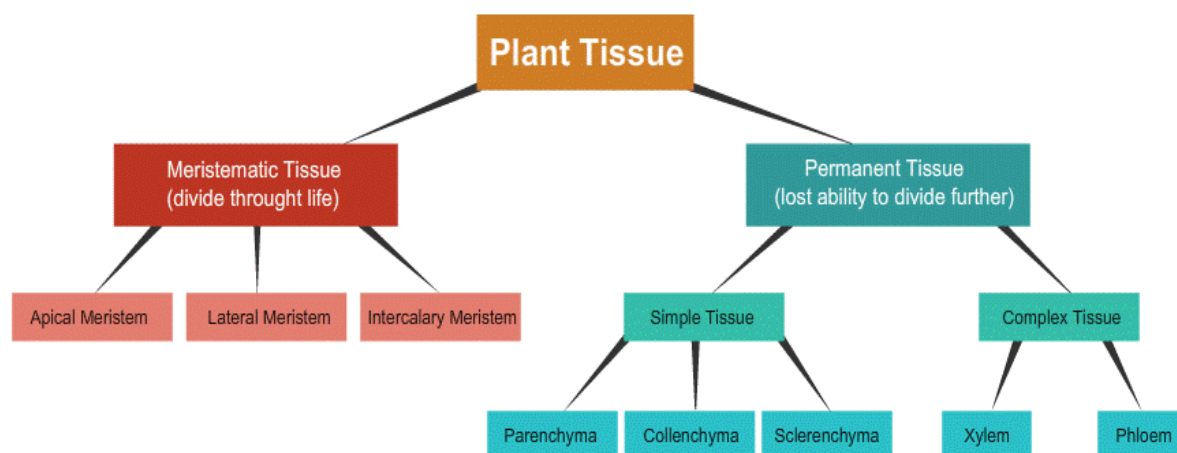 Plant Tissue
Meristematic Tissue
(divide throught life)
Permanent Tissue
(lost ability to divide further)
Apical Meristem
Lateral Meristem
Intercalary Meristem
Simple Tissue
Complex Tissue
Parenchyma
Collenchyma
Sclerenchyma
Xylem
Phloem